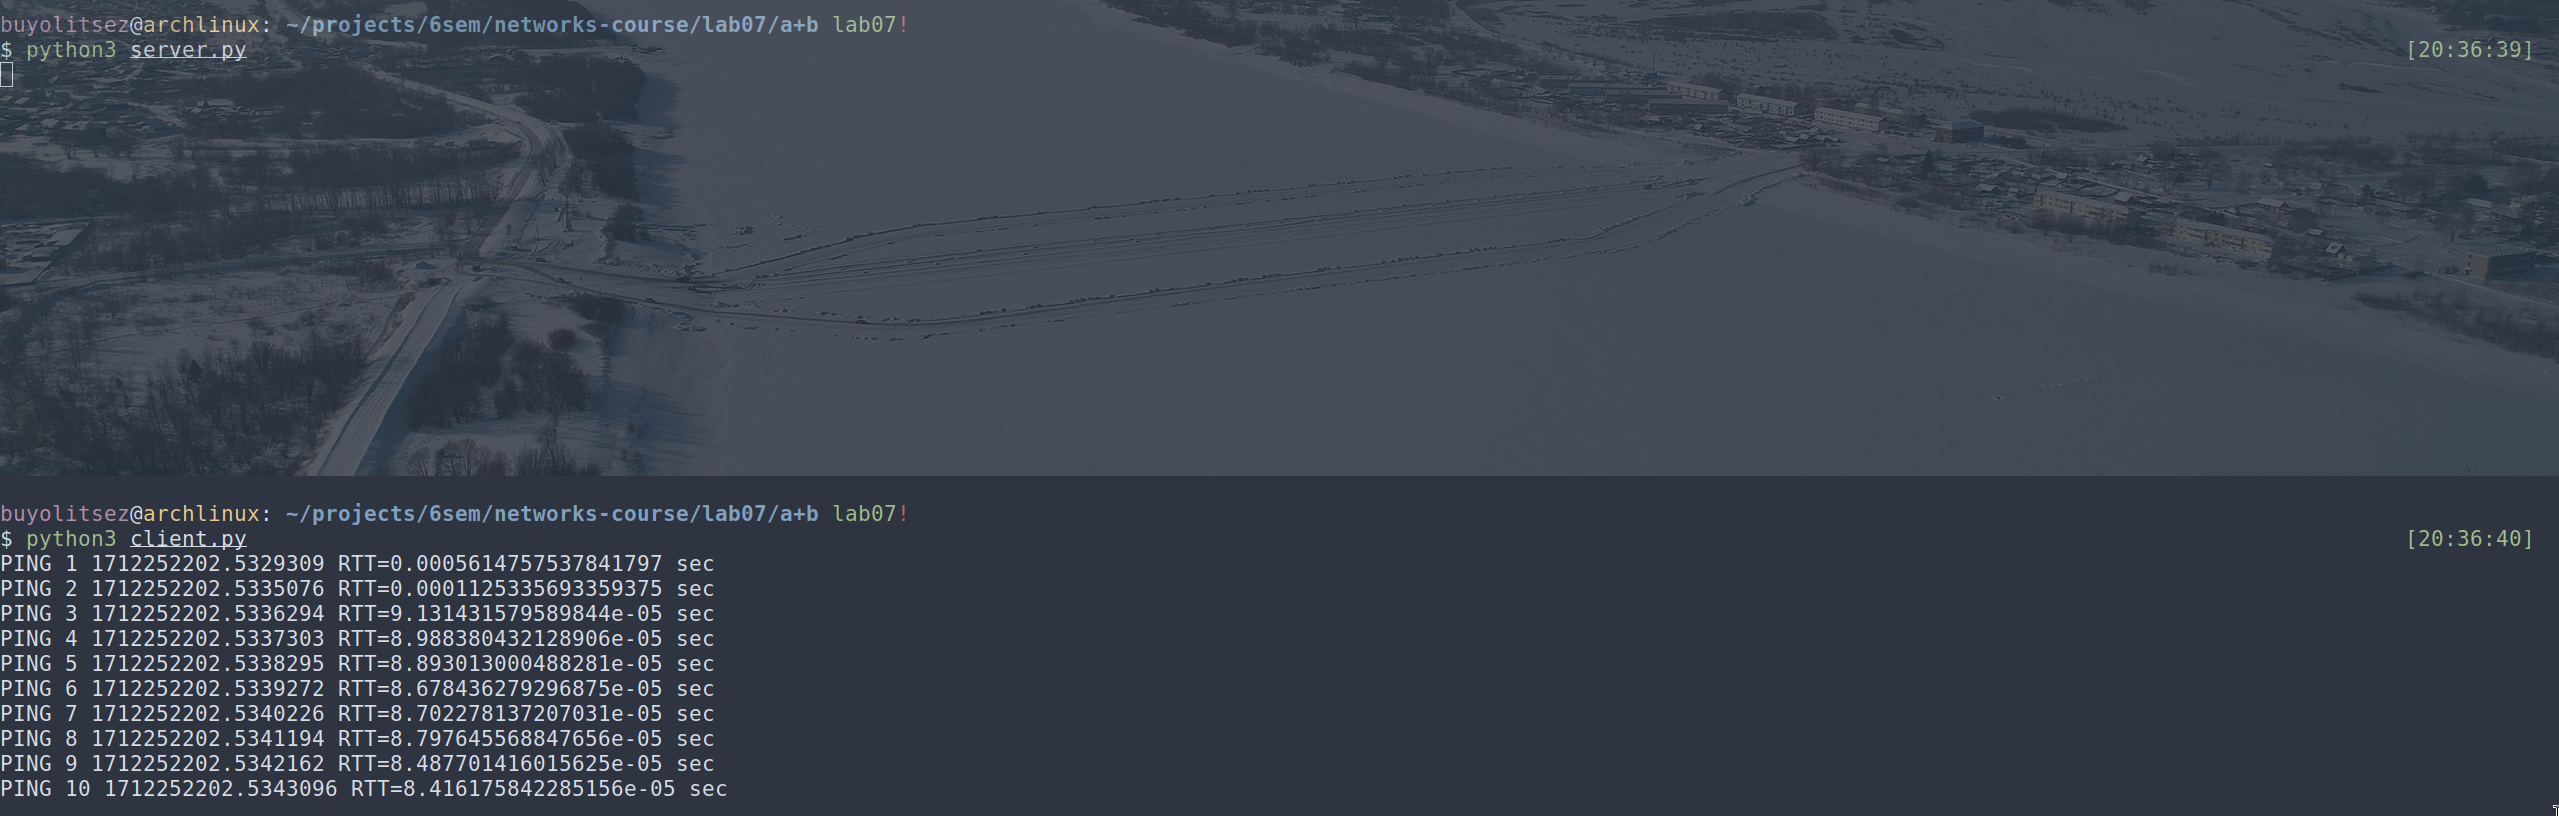 buyolitsez@archlinux: ~/projects/6sem/networks-course/lab07/a+b lab07!
$ python3 server.py [20:36:39]
buyolitsez@archlinux: ~/projects/6sem/networks-course/lab07/a+b lab07!
$ python3 client.py [20:36:40]
PING 1 1712252202.5329309 RTT=0.0005614757537841797 sec
PING 2 1712252202.5335076 RTT=0.0001125335693359375 sec
PING 3 1712252202.5336294 RTT=9.131431579589844e-05 sec
PING 4 1712252202.5337303 RTT=8.988380432128906e-05 sec
PING 5 1712252202.5338295 RTT=8.893013000488281e-05 sec
PING 6 1712252202.5339272 RTT=8.678436279296875e-05 sec
PING 7 1712252202.5340226 RTT=8.702278137207031e-05 sec
PING 8 1712252202.5341194 RTT=8.797645568847656e-05 sec
PING 9 1712252202.5342162 RTT=8.487701416015625e-05 sec
PING 10 1712252202.5343096 RTT=8.416175842285156e-05 sec